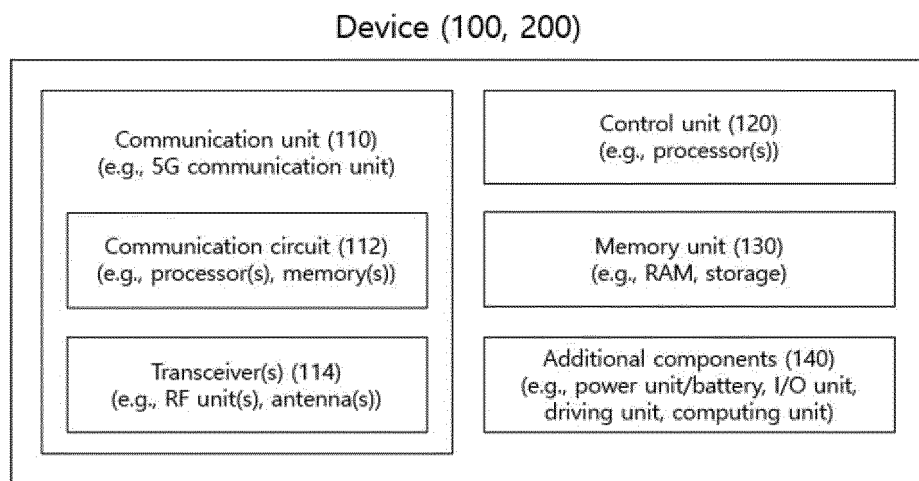 Device (100, 200)
Communication unit (110)
(e.g., 5G communication unit)
Communication circuit (112)
(e.g., processor(s), memory(s))
Transceiver(s) (114)
(e.g., RF unit(s), antenna(s))
Control unit (120)
(e.g., processor(s))
Memory unit (130)
(e.g., RAM, storage)
Additional components (140)
(e.g., power unit/battery, I/O unit,
driving unit, computing unit)